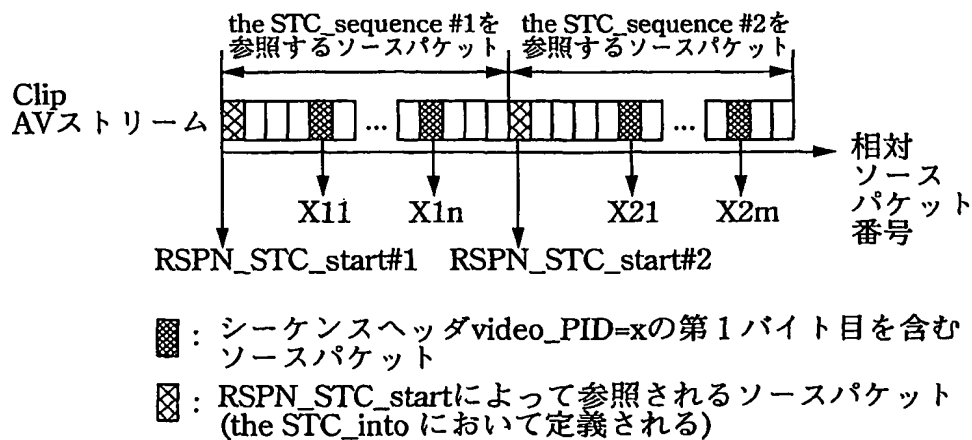 the STC_sequence #1を
参照するソースパケット
the STC_sequence #2を
参照するソースパケット
Clip
AVストリーム
...
...
相対
ソース
パケット
番号
X11
X1n
X21
X2m
RSPN_STC_start#1
RSPN_STC_start#2
: シーケンスヘッダvideo_PID=xの第1バイト目を含む
ソースパケット
: RSPN_STC_startによって参照されるソースパケット
(the STC_into において定義される)